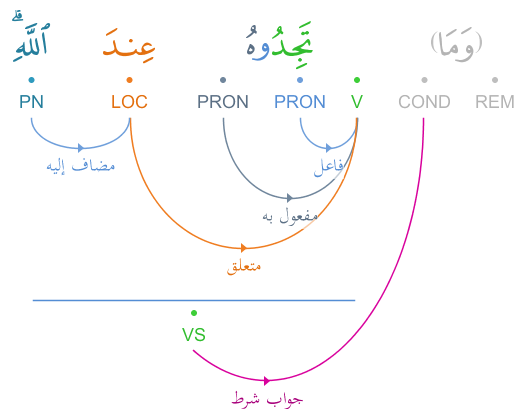 (وَمَا) تَجِدُوهُ عِندَ ٱللَّهِۗ
REM COND V PRON PRON LOC PN
فاعل
مضاف إليه
مفعول به
متعلق
VS
جواب شرط